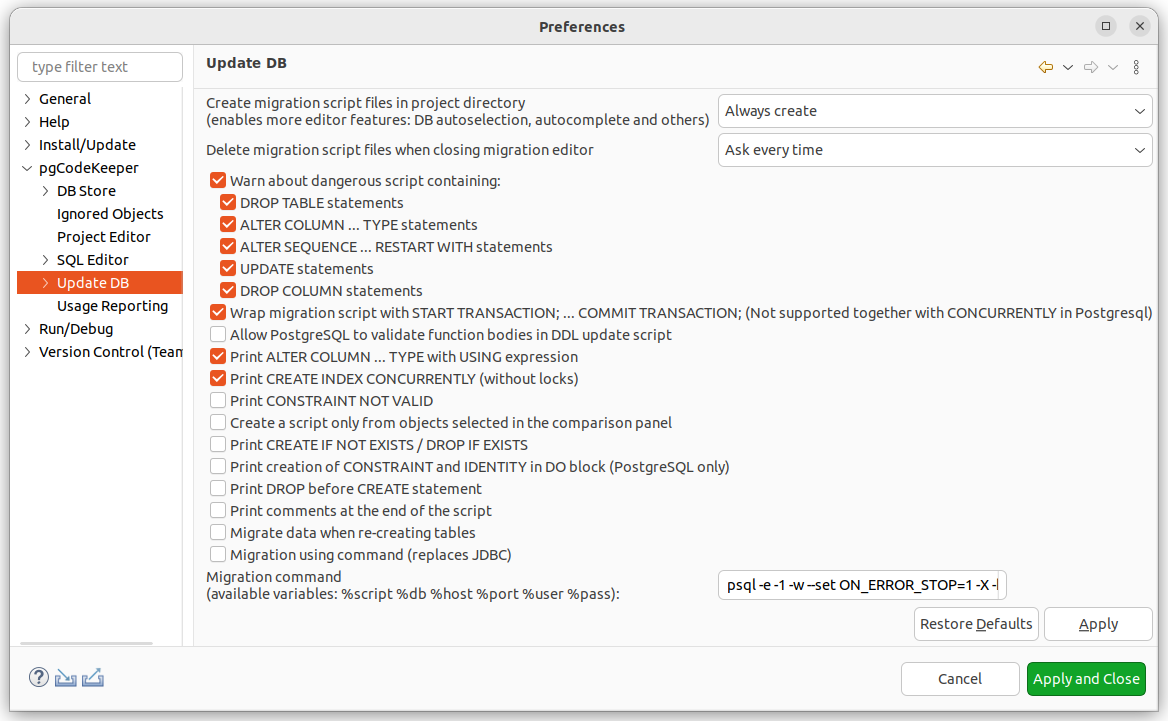 Preferences
type filter text
General
Help
Install/Update
pgCodeKeeper
DB Store
Ignored Objects
Project Editor
SQL Editor
Update DB
Usage Reporting
Run/Debug
Version Control (Team
Update DB
Create migration script files in project directory
(enables more editor features: DB autoselection, autocomplete and others)
Always create
Delete migration script files when closing migration editor
Ask every time
Warn about dangerous script containing:
DROP TABLE statements
ALTER COLUMN ... TYPE statements
ALTER SEQUENCE ... RESTART WITH statements
UPDATE statements
DROP COLUMN statements
Wrap migration script with START TRANSACTION; ... COMMIT TRANSACTION; (Not supported together with CONCURRENTLY in Postgresql)
Allow PostgreSQL to validate function bodies in DDL update script
Print ALTER COLUMN ... TYPE with USING expression
Print CREATE INDEX CONCURRENTLY (without locks)
Print CONSTRAINT NOT VALID
Create a script only from objects selected in the comparison panel
Print CREATE IF NOT EXISTS / DROP IF EXISTS
Print creation of CONSTRAINT and IDENTITY in DO block (PostgreSQL only)
Print DROP before CREATE statement
Print comments at the end of the script
Migrate data when re-creating tables
Migration using command (replaces JDBC)
Migration command
(available variables: %script %db %host %port %user %pass):
psql -e -1 -w --set ON_ERROR_STOP=1 -X
Restore Defaults
Apply
?
Cancel
Apply and Close